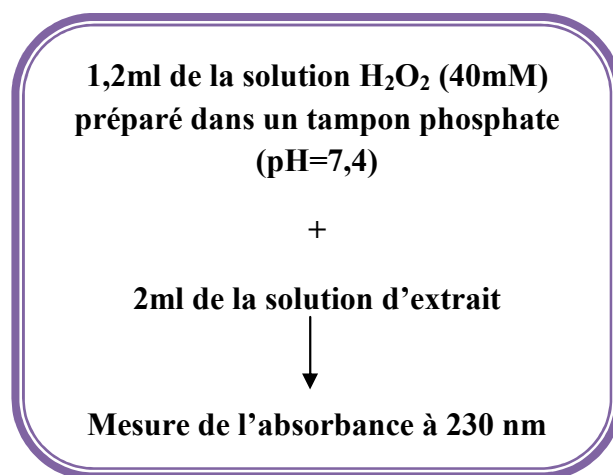 1,2ml de la solution H₂O₂ (40mM)
préparé dans un tampon phosphate
(pH=7,4)
+
2ml de la solution d’extrait
Mesure de l’absorbance à 230 nm